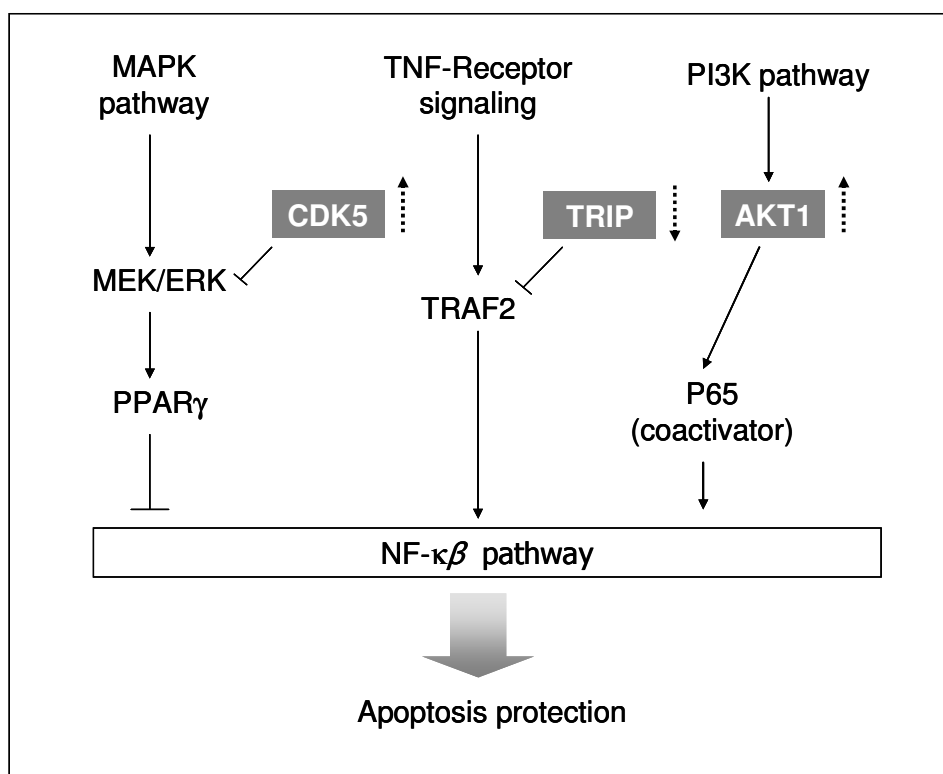 MAPK
pathway
TNF-Receptor
signaling
PI3K pathway
CDK5
TRIP
AKT1
MEK/ERK
TRAF2
PPARγ
P65
(coactivator)
NF-κβ pathway
Apoptosis protection